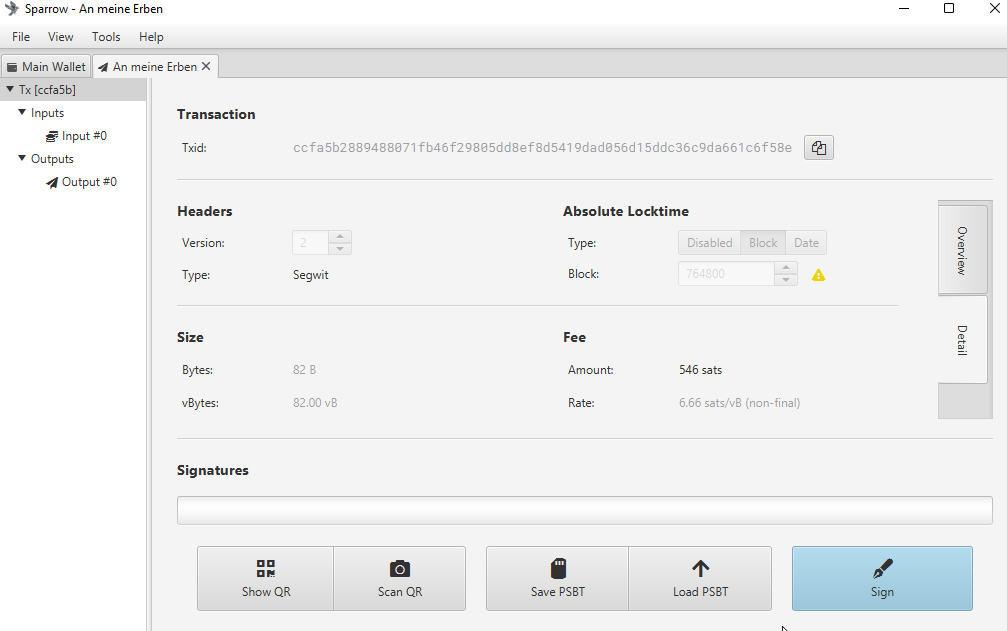 Sparrow - An meine Erben
File View Tools Help
Main Wallet An meine Erben
Tx [ccfa5b]
Inputs
Input #0
Outputs
Output #0
Transaction
Txid: ccfa5b2889488071fb46f29805dd8ef8d5419dad056d15ddc36c9da661c6f58e
Headers
Version: 2
Type: Segwit
Absolute Locktime
Type: Disabled Block Date
Block: 764800
Size
Bytes: 82 B
vBytes: 82.00 vB
Fee
Amount: 546 sats
Rate: 6.66 sats/vB (non-final)
Overview
Detail
Signatures
Show QR Scan QR Save PSBT Load PSBT Sign